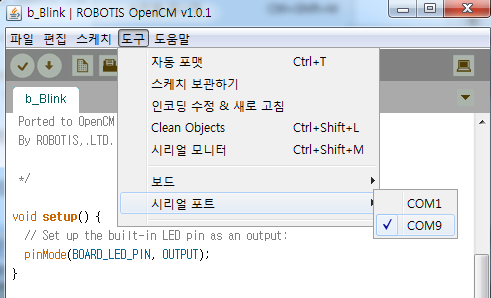 b_Blink | ROBOTIS OpenCM v1.0.1
파일 편집 스케치 도구 도움말
자동 포맷 Ctrl+T
스케치 보관하기
인코딩 수정 & 새로 고침
Clean Objects Ctrl+Shift+L
시리얼 모니터 Ctrl+Shift+M
보드
시리얼 포트
COM1
COM9
b_Blink
Ported to OpenCM
By ROBOTIS,.LTD.
*/
void setup() {
// Set up the built-in LED pin as an output:
pinMode(BOARD_LED_PIN, OUTPUT);
}